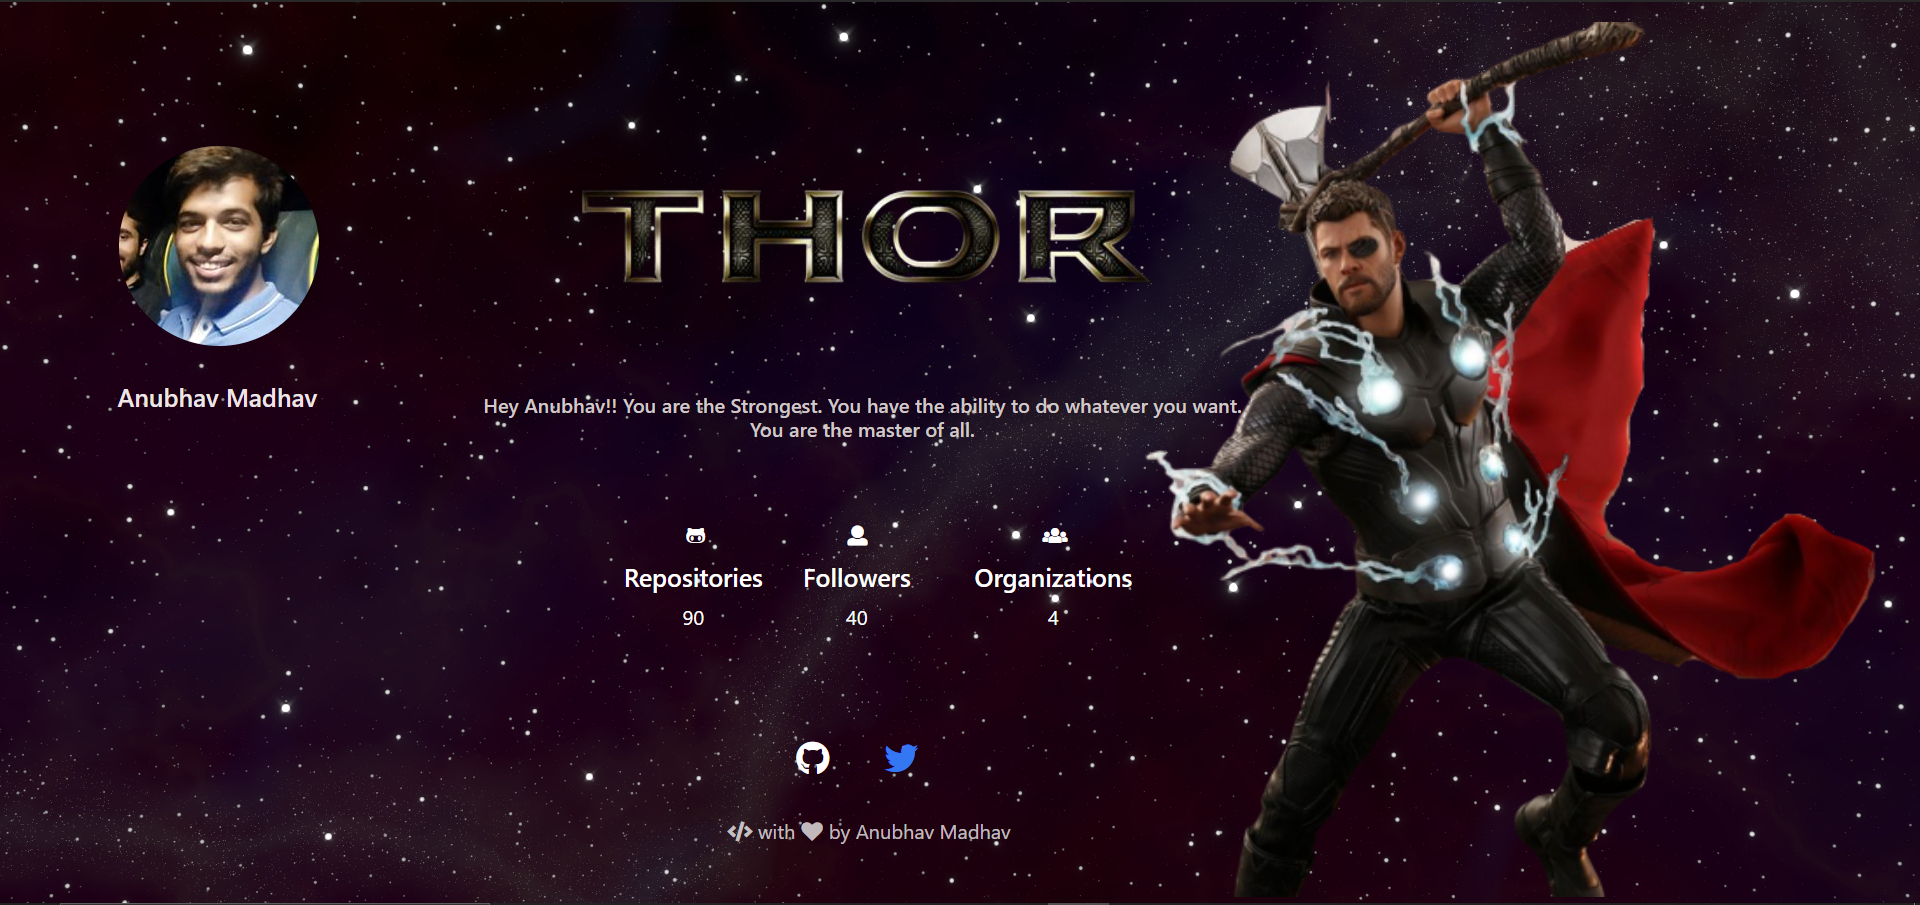 THOR
Anubhav Madhav
Hey Anubhav!! You are the Strongest. You have the ability to do whatever you want.
You are the master of all.
Repositories
Followers
Organizations
90
40
4
with by Anubhav Madhav